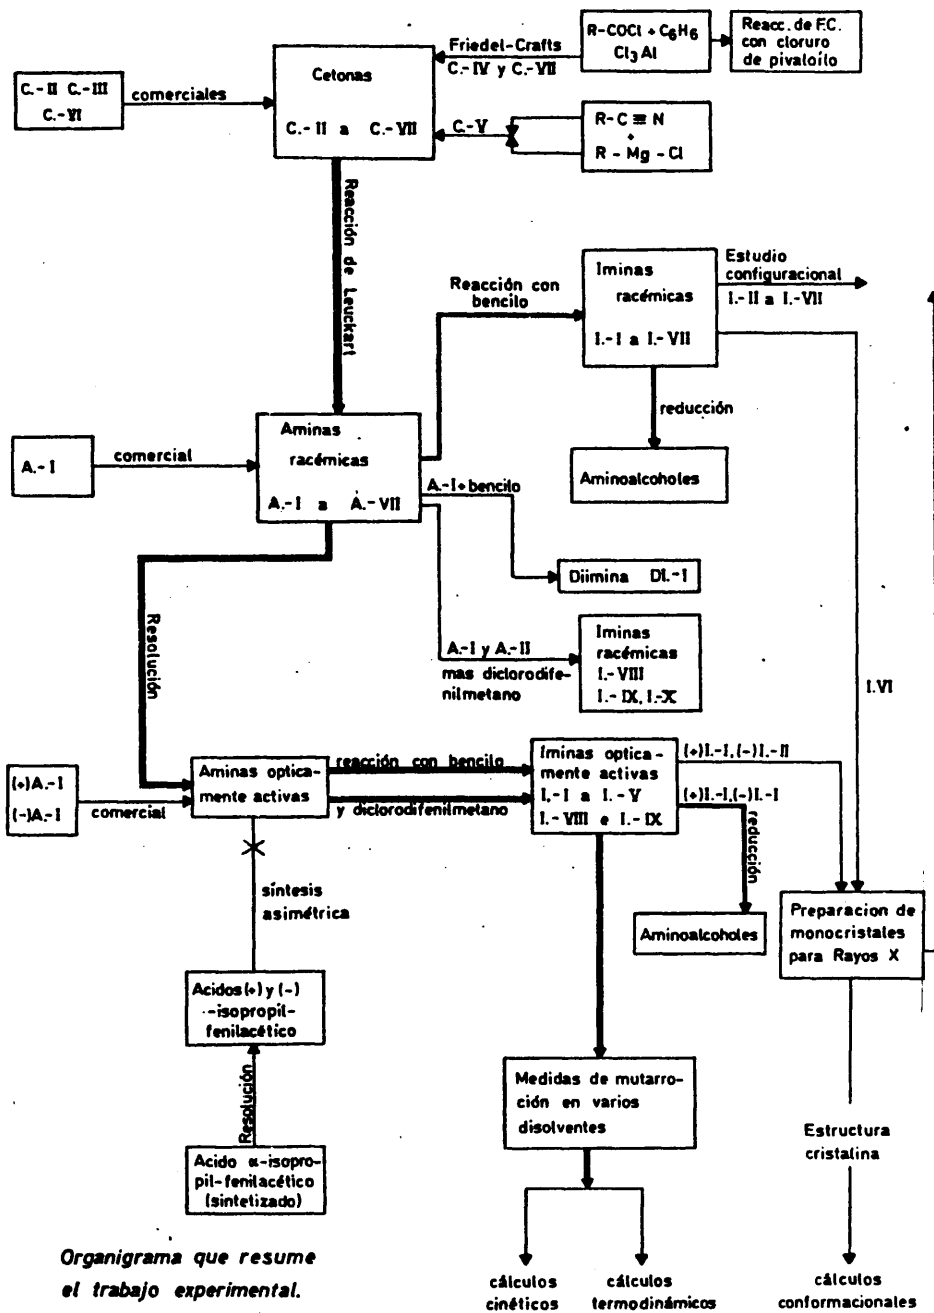 R-COCl + C6H6
Cl3Al
Reacc. de F.C.
con cloruro
de pivaloílo
Friedel-Crafts
C.-IV y C.-VII
Cetonas
C.-II a C.-VII
C.-II C.-III
C.-VI
comerciales
C.-V
R-C≡N
+
R-Mg-Cl
Reacción de Leuckart
Reacción con
bencilo
Iminas
racémicas
I.-I a I.-VII
Estudio
configuracional
I.-II a I.-VII
reducción
Aminoalcoholes
A.-I
comercial
Aminas
racémicas
A.-I a A.-VII
A.-I+bencilo
Diimina DI.-I
A.-I y A.-II
mas diclorodife-
nilmetano
Iminas
racémicas
I.-VIII
I.-IX, I.-X
I.VI
Resolución
(+)A.-I
(-)A.-I
comercial
Aminas optica-
mente activas
reacción con bencilo
y diclorodifenilmetano
Iminas optica-
mente activas
I,-I a I.-V
I.-VIII e I.-IX
(+)I.-I,(-)I.-II
(+)I.-I,(-)I.-I
reducción
Aminoalcoholes
Preparacion de
monocristales
para Rayos X
síntesis
asimétrica
Acidos(+) y (-)
-isopropil-
fenilacético
Resolución
Acido α-isopro-
pil-fenilacético
(sintetizado)
Medidas de mutarro-
ción en varios
disolventes
Estructura
cristalina
cálculos
cinéticos
cálculos
termodinámicos
cálculos
conformacionales
Organigrama que resume
el trabajo experimental.